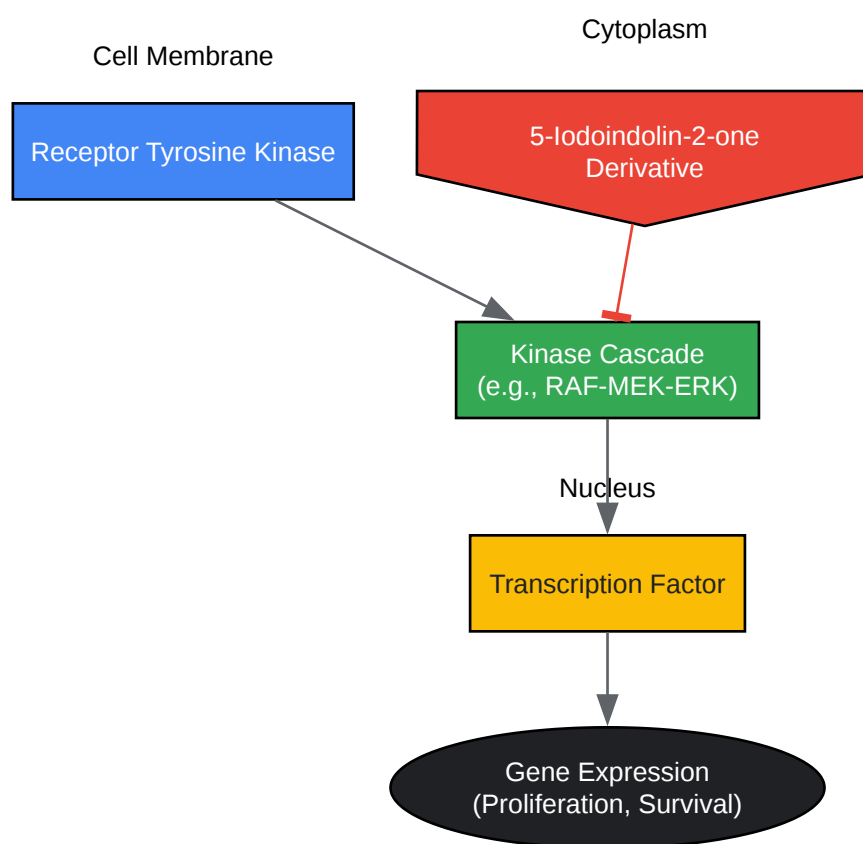 Cell Membrane
Cytoplasm
Receptor Tyrosine Kinase
5-Iodoindolin-2-one
Derivative
Kinase Cascade
(e.g., RAF-MEK-ERK)
Nucleus
Transcription Factor
Gene Expression
(Proliferation, Survival)